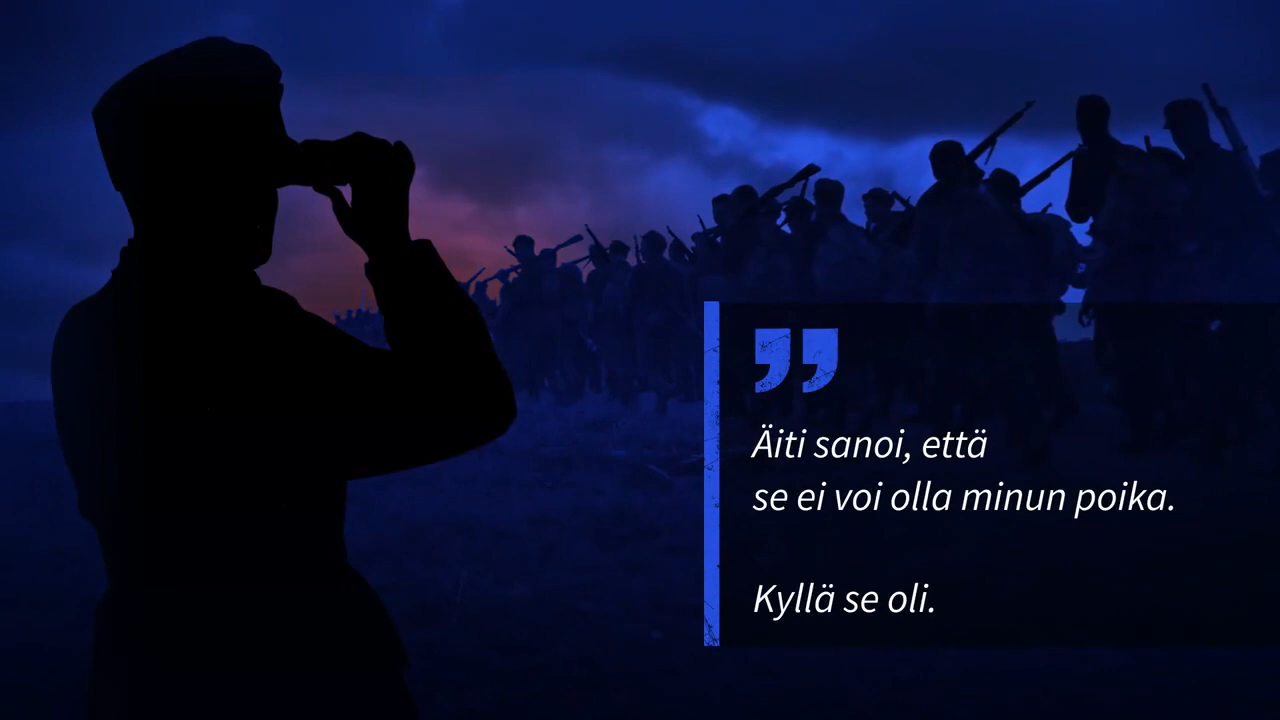 ”
Äiti sanoi, että
se ei voi olla minun poika.
Kyllä se oli.